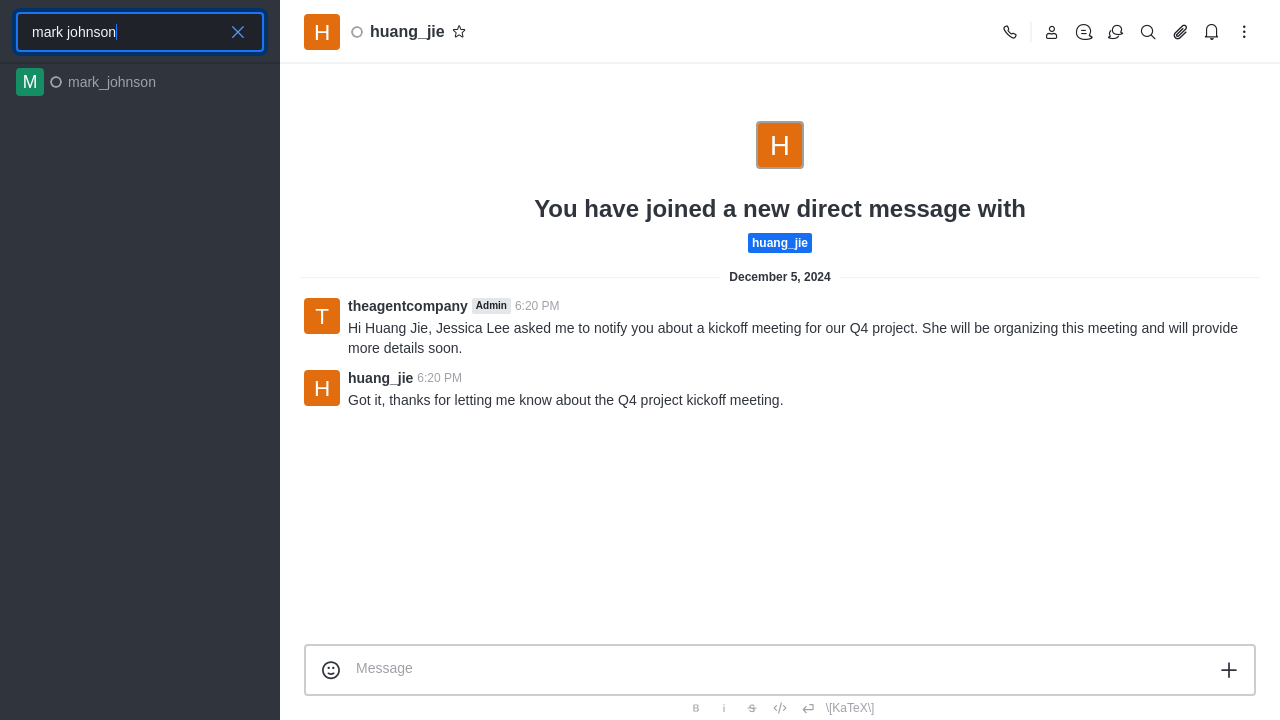 mark johnson
M mark_johnson
H huang_jie
H
You have joined a new direct message with
huang_jie
December 5, 2024
T theagentcompany Admin 6:20 PM
Hi Huang Jie, Jessica Lee asked me to notify you about a kickoff meeting for our Q4 project. She will be organizing this meeting and will provide
more details soon.
H huang_jie 6:20 PM
Got it, thanks for letting me know about the Q4 project kickoff meeting.
Message
B i S </> \[KaTeX\]